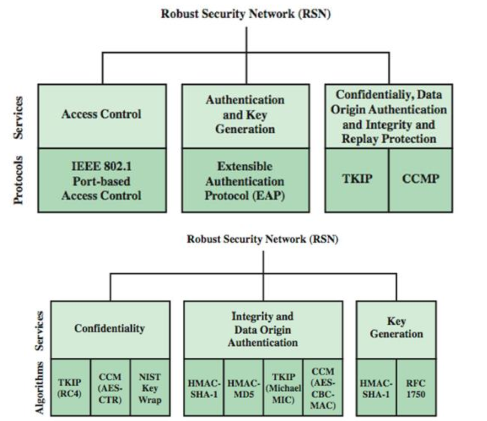 Robust Security Network (RSN)
Services
Access Control
Authentication
and Key
Generation
Confidentialiy, Data
Origin Authentication
and Integrity and
Replay Protection
Protocols
IEEE 802.1
Port-based
Access Control
Extensible
Authentication
Protocol (EAP)
TKIP
CCMP
Robust Security Network (RSN)
Services
Confidentiality
Integrity and
Data Origin
Authentication
Key
Generation
Algorithms
TKIP
(RC4)
CCM
(AES-
CTR)
NIST
Key
Wrap
HMAC-
SHA-1
HMAC-
MD5
TKIP
(Michael
MIC)
CCM
(AES-
CBC-
MAC)
HMAC-
SHA-1
RFC
1750